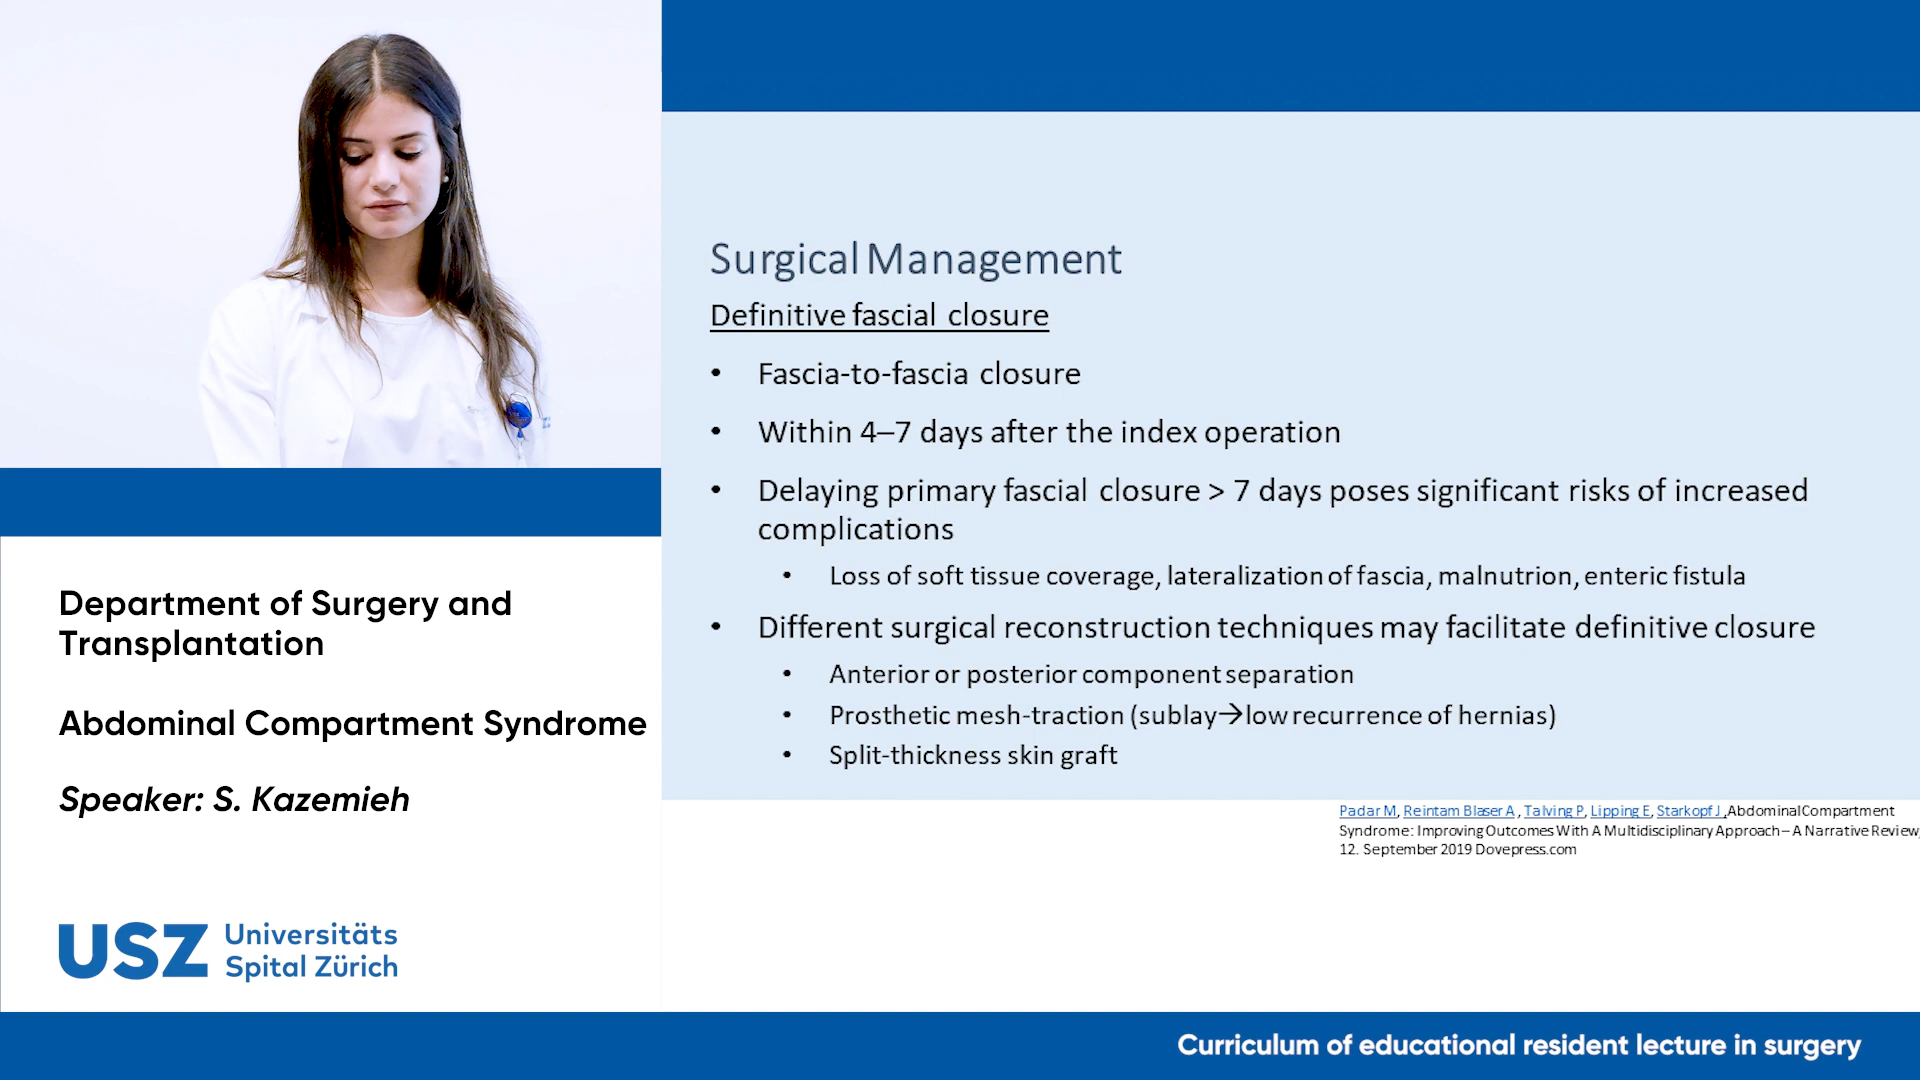 Surgical Management
Definitive fascial closure
• Fascia-to-fascia closure
• Within 4–7 days after the index operation
• Delaying primary fascial closure > 7 days poses significant risks of increased
complications
• Loss of soft tissue coverage, lateralization of fascia, malnutrition, enteric fistula
• Different surgical reconstruction techniques may facilitate definitive closure
• Anterior or posterior component separation
• Prosthetic mesh-traction (sublay→low recurrence of hernias)
• Split-thickness skin graft
Padar M, Reintam Blaser A , Talving P, Lipping E, Starkopf J ,Abdominal Compartment
Syndrome: Improving Outcomes With A Multidisciplinary Approach – A Narrative Review,
12. September 2019 Dovepress.com
Department of Surgery and
Transplantation
Abdominal Compartment Syndrome
Speaker: S. Kazemieh
USZ Universitäts
Spital Zürich
Curriculum of educational resident lecture in surgery